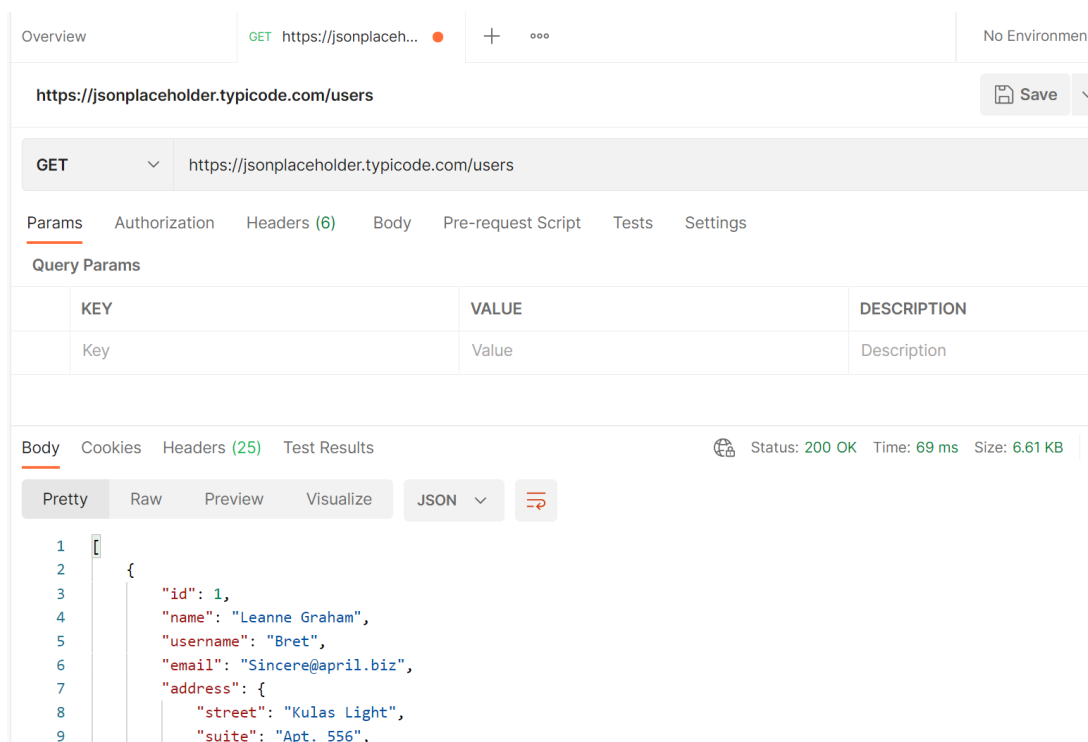 Overview GET https://jsonplaceh... No Environmen
https://jsonplaceholder.typicode.com/users Save
GET https://jsonplaceholder.typicode.com/users
Params Authorization Headers (6) Body Pre-request Script Tests Settings
Query Params
KEY VALUE DESCRIPTION
Key Value Description
Body Cookies Headers (25) Test Results Status: 200 OK Time: 69 ms Size: 6.61 KB
Pretty Raw Preview Visualize JSON
1 [
2 {
3 "id": 1,
4 "name": "Leanne Graham",
5 "username": "Bret",
6 "email": "Sincere@april.biz",
7 "address": {
8 "street": "Kulas Light",
9 "suite": "Apt. 556",